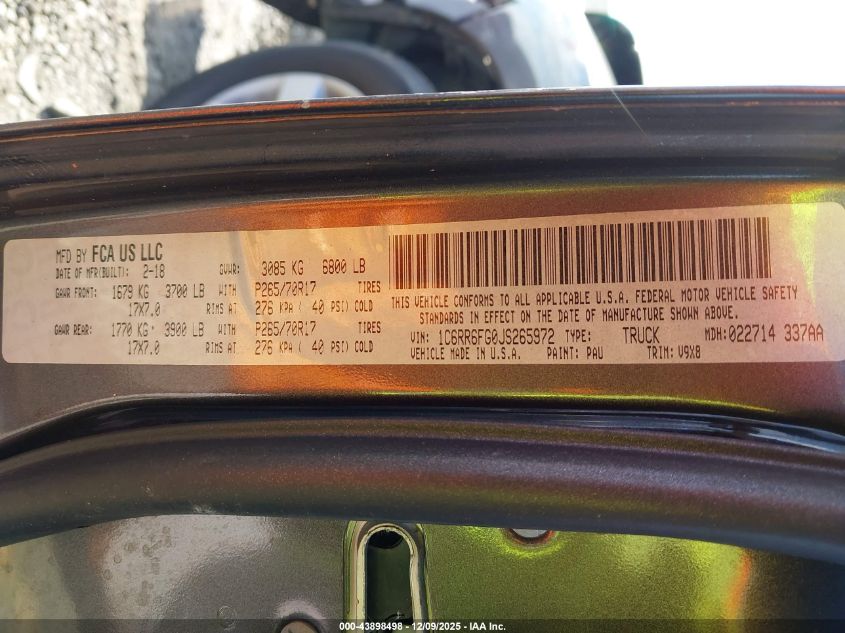 MFD BY FCA US LLC
DATE OF MFR(BUILT): 2-18 GVWR: 3085 KG 6800 LB
GAWR FRONT: 1679 KG 3700 LB WITH P265/70R17 TIRES
17X7.0 RIMS AT 276 KPA ( 40 PSI) COLD
GAWR REAR: 1770 KG 3900 LB WITH P265/70R17 TIRES
17X7.0 RIMS AT 276 KPA ( 40 PSI) COLD
THIS VEHICLE CONFORMS TO ALL APPLICABLE U.S.A. FEDERAL MOTOR VEHICLE SAFETY
STANDARDS IN EFFECT ON THE DATE OF MANUFACTURE SHOWN ABOVE.
VIN: 1C6RR6FG0JS265972 TYPE: TRUCK MDH: 022714 337AA
VEHICLE MADE IN U.S.A. PAINT: PAU TRIM: V9X8
000-43898498 - 12/09/2025 - IAA Inc.